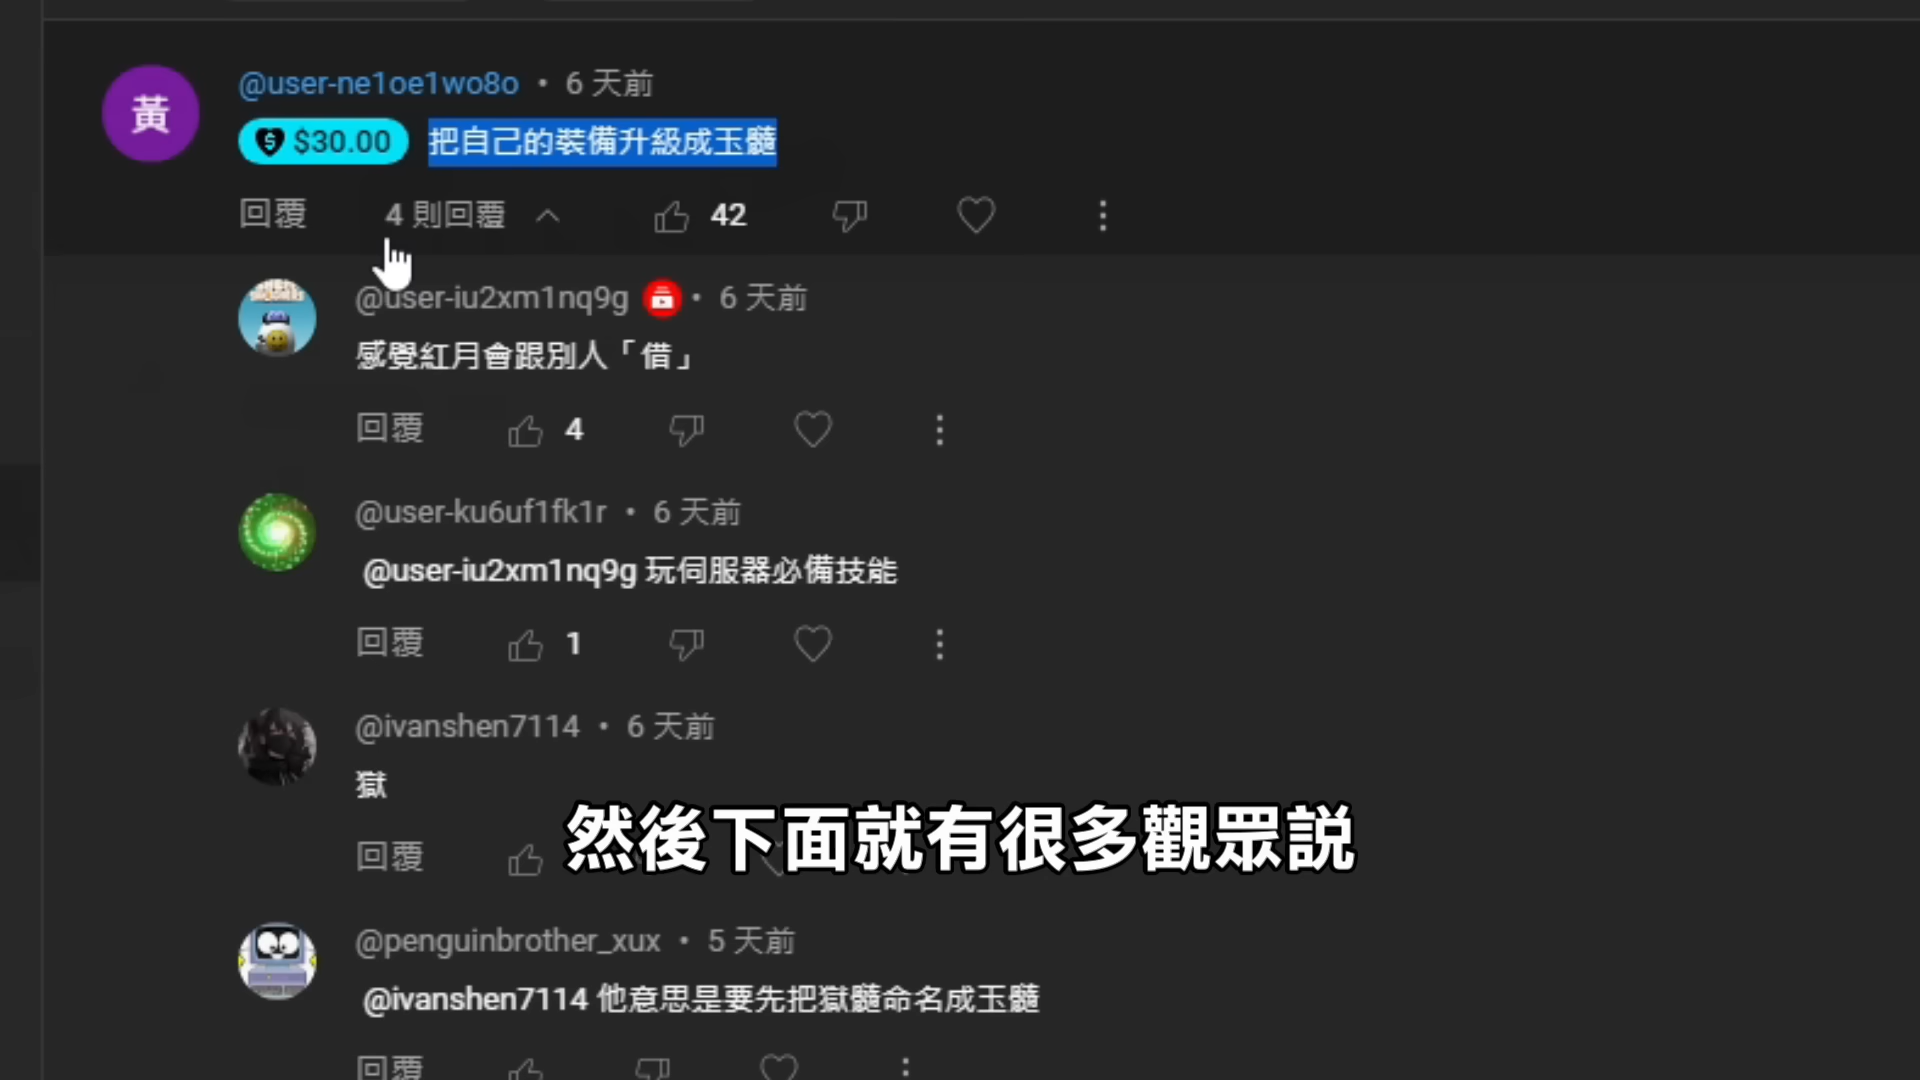 黃
@user-ne1oe1wo8o • 6 天前
$30.00 把自己的裝備升級成玉髓
回覆 4 則回覆 42
@user-iu2xm1nq9g • 6 天前
感覺紅月會跟別人「借」
回覆 4
@user-ku6uf1fk1r • 6 天前
@user-iu2xm1nq9g 玩伺服器必備技能
回覆 1
@ivanshen7114 • 6 天前
獄
然後下面就有很多觀眾説
回覆
@penguinbrother_xux • 5 天前
@ivanshen7114 他意思是要先把獄髓命名成玉髓
回覆